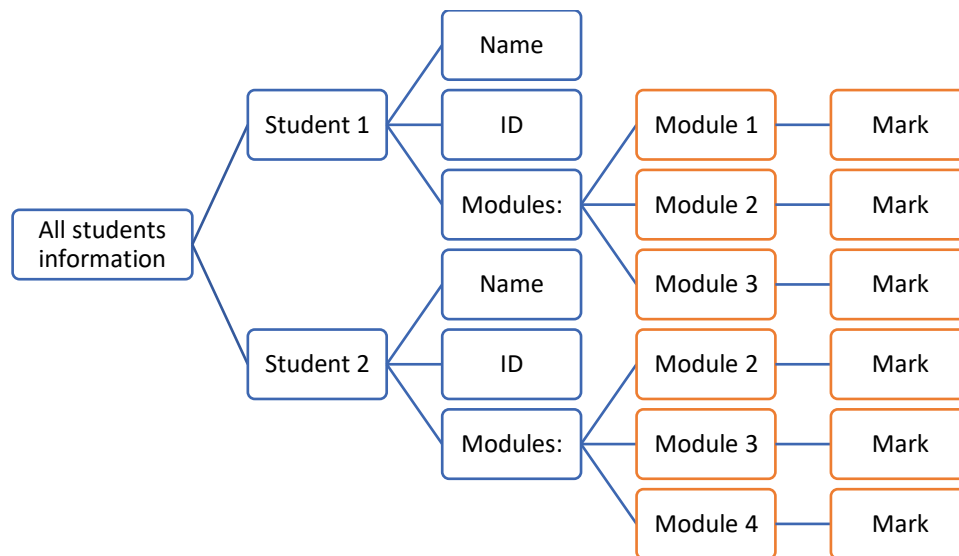 Name
Student 1
ID
Module 1
Mark
Modules:
Module 2
Mark
All students
information
Name
Module 3
Mark
Student 2
ID
Module 2
Mark
Modules:
Module 3
Mark
Module 4
Mark